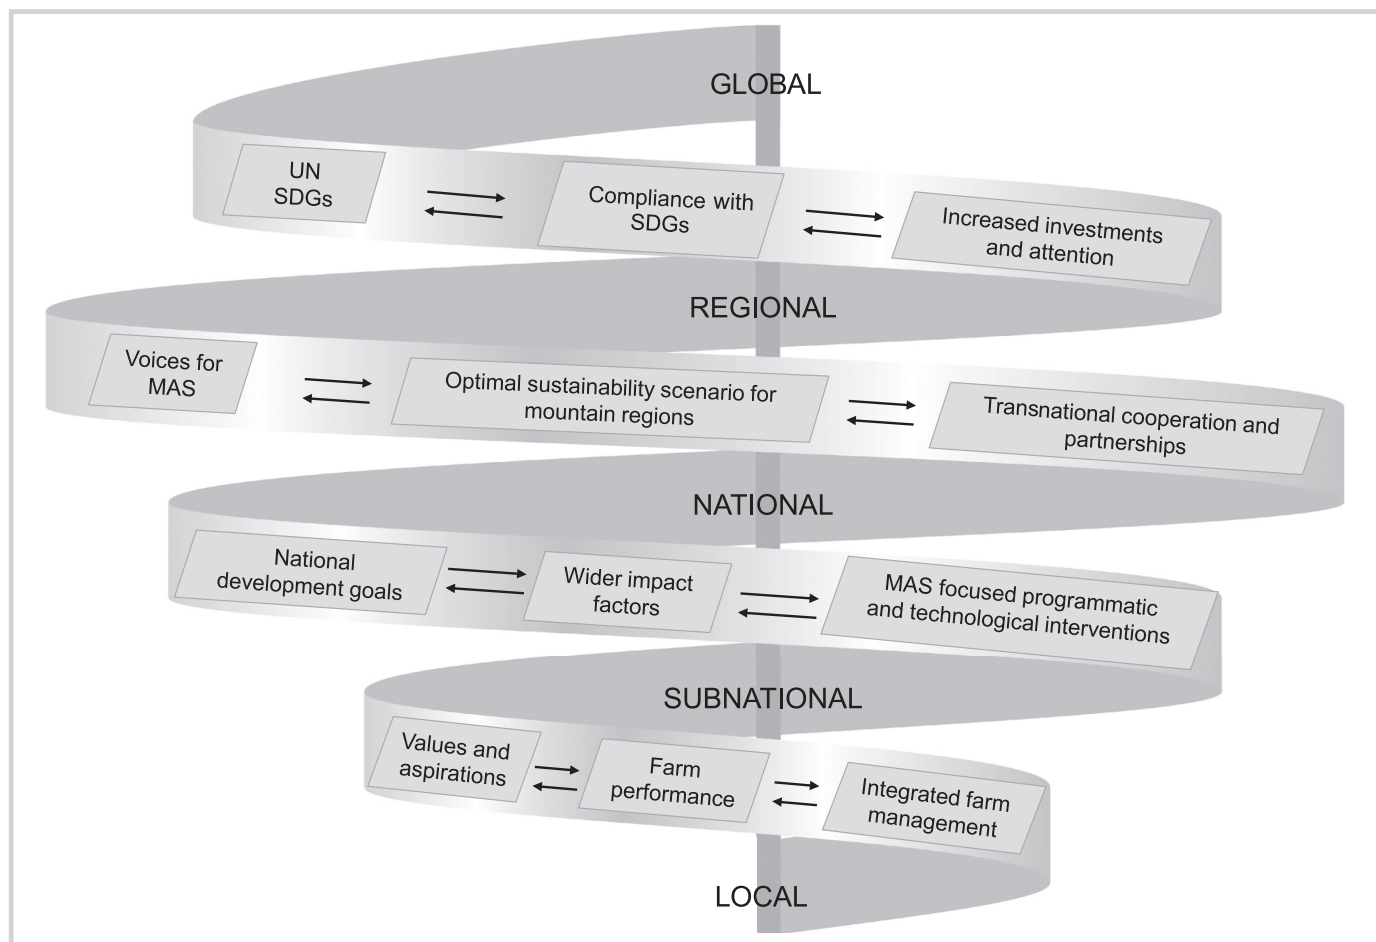 GLOBAL
UN
SDGs
Compliance with
SDGs
Increased investments
and attention
REGIONAL
Voices for
MAS
Optimal sustainability scenario for
mountain regions
Transnational cooperation and
partnerships
NATIONAL
National
development goals
Wider impact
factors
MAS focused programmatic
and technological interventions
SUBNATIONAL
Values and
aspirations
Farm
performance
Integrated farm
management
LOCAL